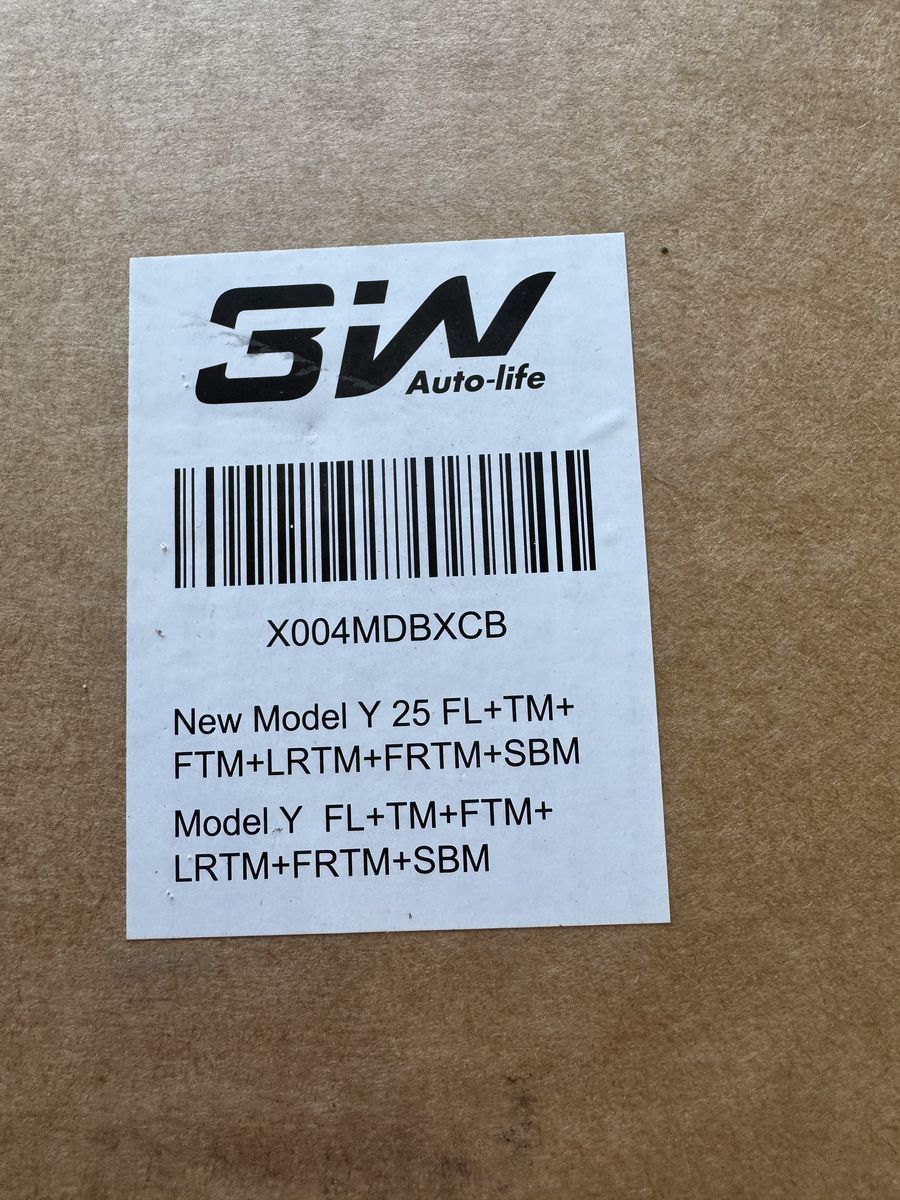 3W
Auto-life
X004MDBXCB
New Model Y 25 FL+TM+
FTM+LRTM+FRTM+SBM
Model Y FL+TM+FTM+
LRTM+FRTM+SBM